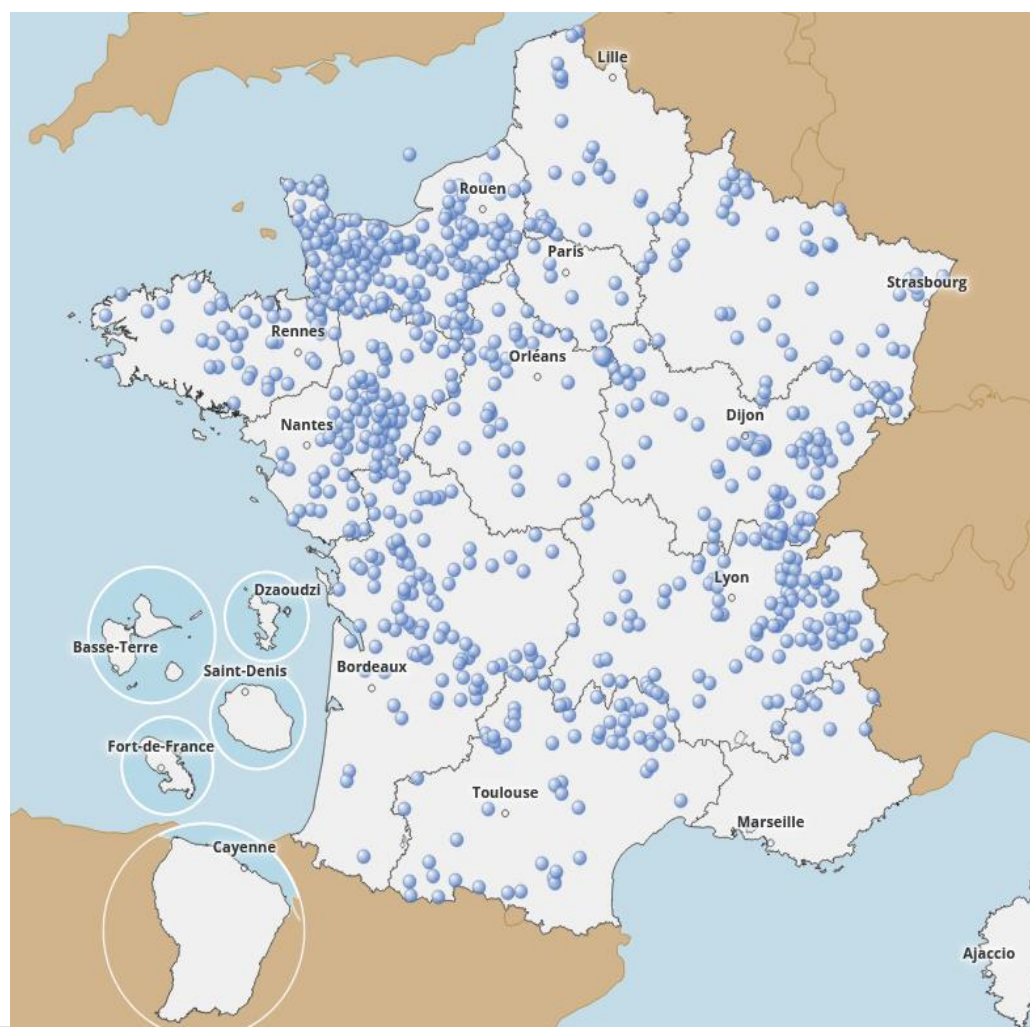 Lille
Rouen
Paris
Strasbourg
Rennes
Orléans
Nantes
Dijon
Lyon
Dzaoudzi
Basse-Terre
Saint-Denis
Bordeaux
Fort-de-France
Toulouse
Marseille
Cayenne
Ajaccio